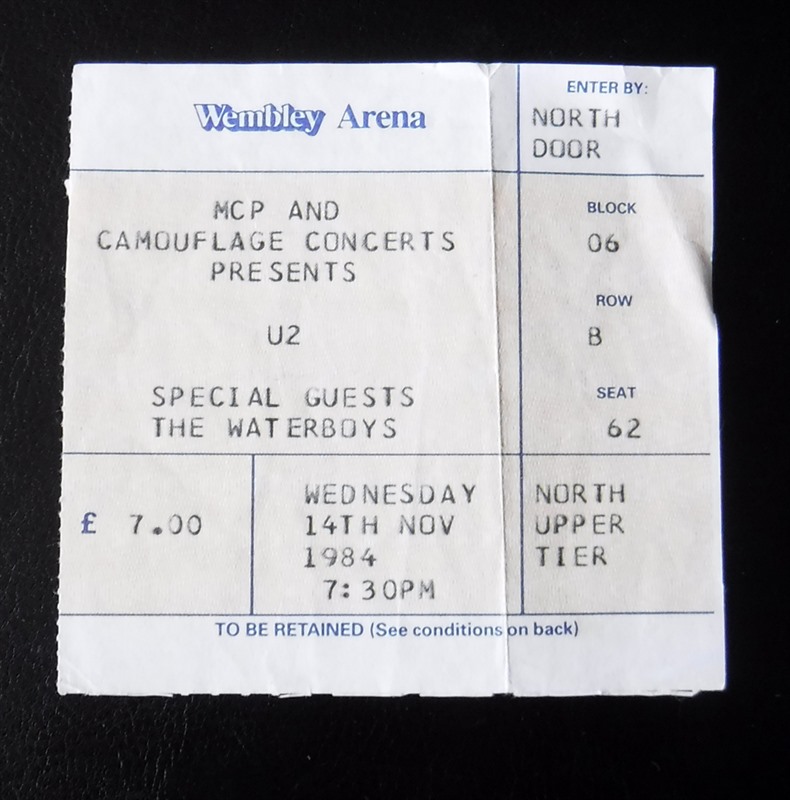 Wembley Arena
MCP AND
CAMOUFLAGE CONCERTS
PRESENTS
U2
SPECIAL GUESTS
THE WATERBOYS
£ 7.00
WEDNESDAY
14TH NOV
1984
7:30PM
ENTER BY:
NORTH
DOOR
BLOCK
06
ROW
B
SEAT
62
NORTH
UPPER
TIER
TO BE RETAINED (See conditions on back)